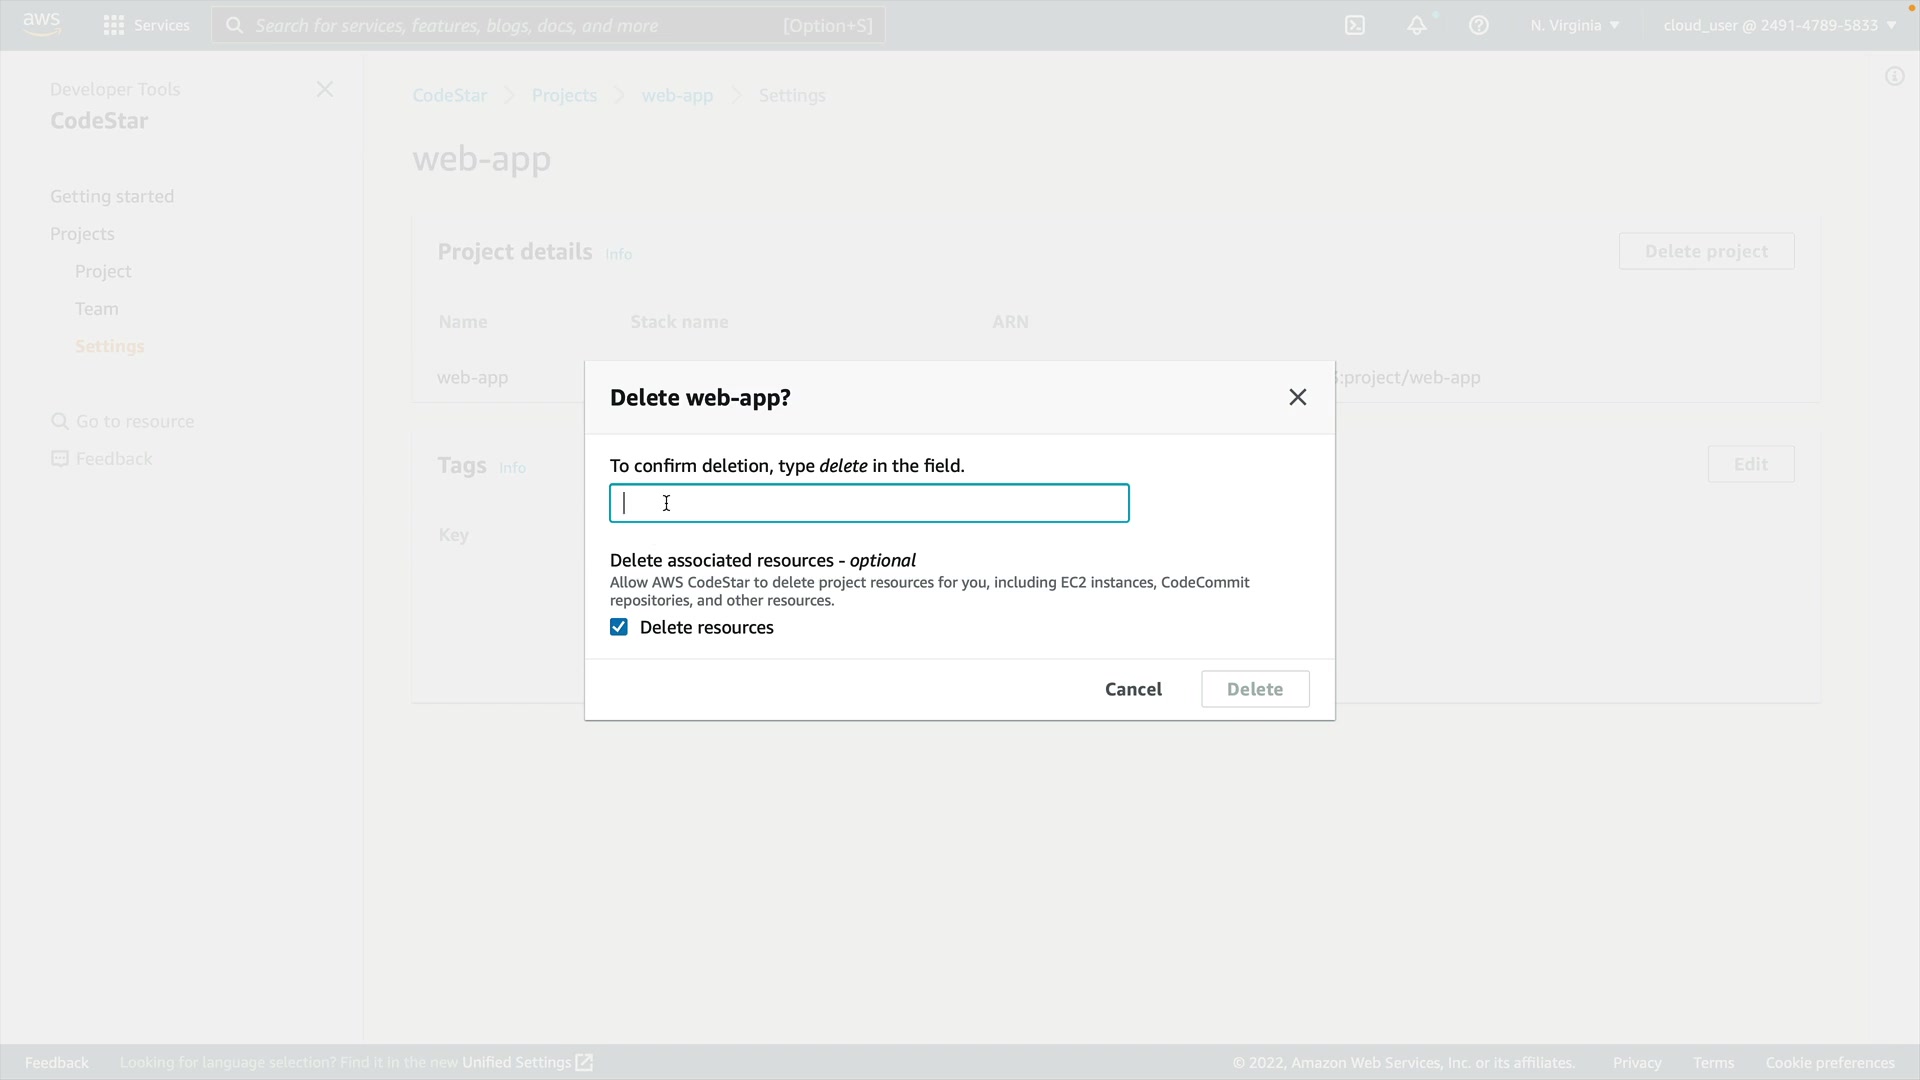 aws
Services
Search for services, features, blogs, docs, and more
[Option+S]
N. Virginia
cloud_user @ 2491-4789-5833
Developer Tools
CodeStar
Getting started
Projects
Project
Team
Settings
Go to resource
Feedback
CodeStar
Projects
web-app
Settings
web-app
Project details Info
Delete project
Name
Stack name
ARN
web-app
:project/web-app
Tags Info
Edit
Key
Delete web-app?
To confirm deletion, type delete in the field.
Delete associated resources - optional
Allow AWS CodeStar to delete project resources for you, including EC2 instances, CodeCommit
repositories, and other resources.
Delete resources
Cancel
Delete
Feedback
Looking for language selection? Find it in the new Unified Settings
© 2022, Amazon Web Services, Inc. or its affiliates.
Privacy
Terms
Cookie preferences